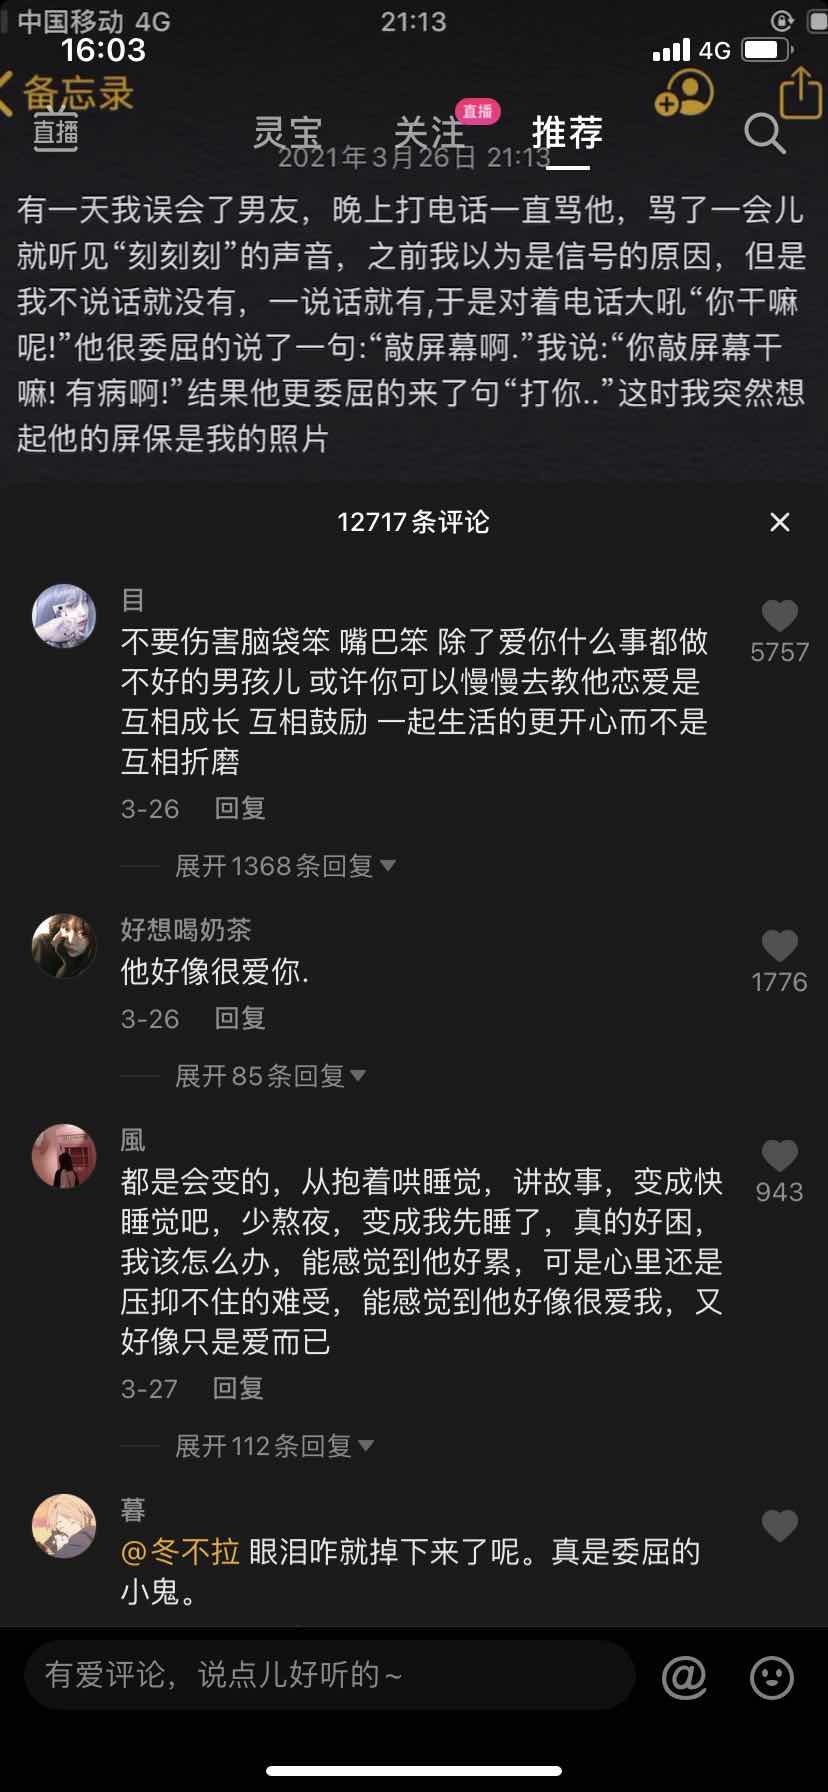 中国移动 4G 21:13
16:03 4G
备忘录
直播 灵宝 关注 直播 推荐
2021年3月26日 21:13
有一天我误会了男友，晚上打电话一直骂他，骂了一会儿
就听见“刻刻刻”的声音，之前我以为是信号的原因，但是
我不说话就没有，一说话就有,于是对着电话大吼“你干嘛
呢!”他很委屈的说了一句:“敲屏幕啊.”我说:“你敲屏幕干
嘛! 有病啊!”结果他更委屈的来了句“打你..”这时我突然想
起他的屏保是我的照片
12717条评论
目
不要伤害脑袋笨 嘴巴笨 除了爱你什么事都做
不好的男孩儿 或许你可以慢慢去教他恋爱是
互相成长 互相鼓励 一起生活的更开心而不是
互相折磨
5757
3-26 回复
展开1368条回复
好想喝奶茶
他好像很爱你.
1776
3-26 回复
展开85条回复
風
都是会变的，从抱着哄睡觉，讲故事，变成快
睡觉吧，少熬夜，变成我先睡了，真的好困，
我该怎么办，能感觉到他好累，可是心里还是
压抑不住的难受，能感觉到他好像很爱我，又
好像只是爱而已
943
3-27 回复
展开112条回复
暮
@冬不拉 眼泪咋就掉下来了呢。真是委屈的
小鬼。
有爱评论，说点儿好听的~
@